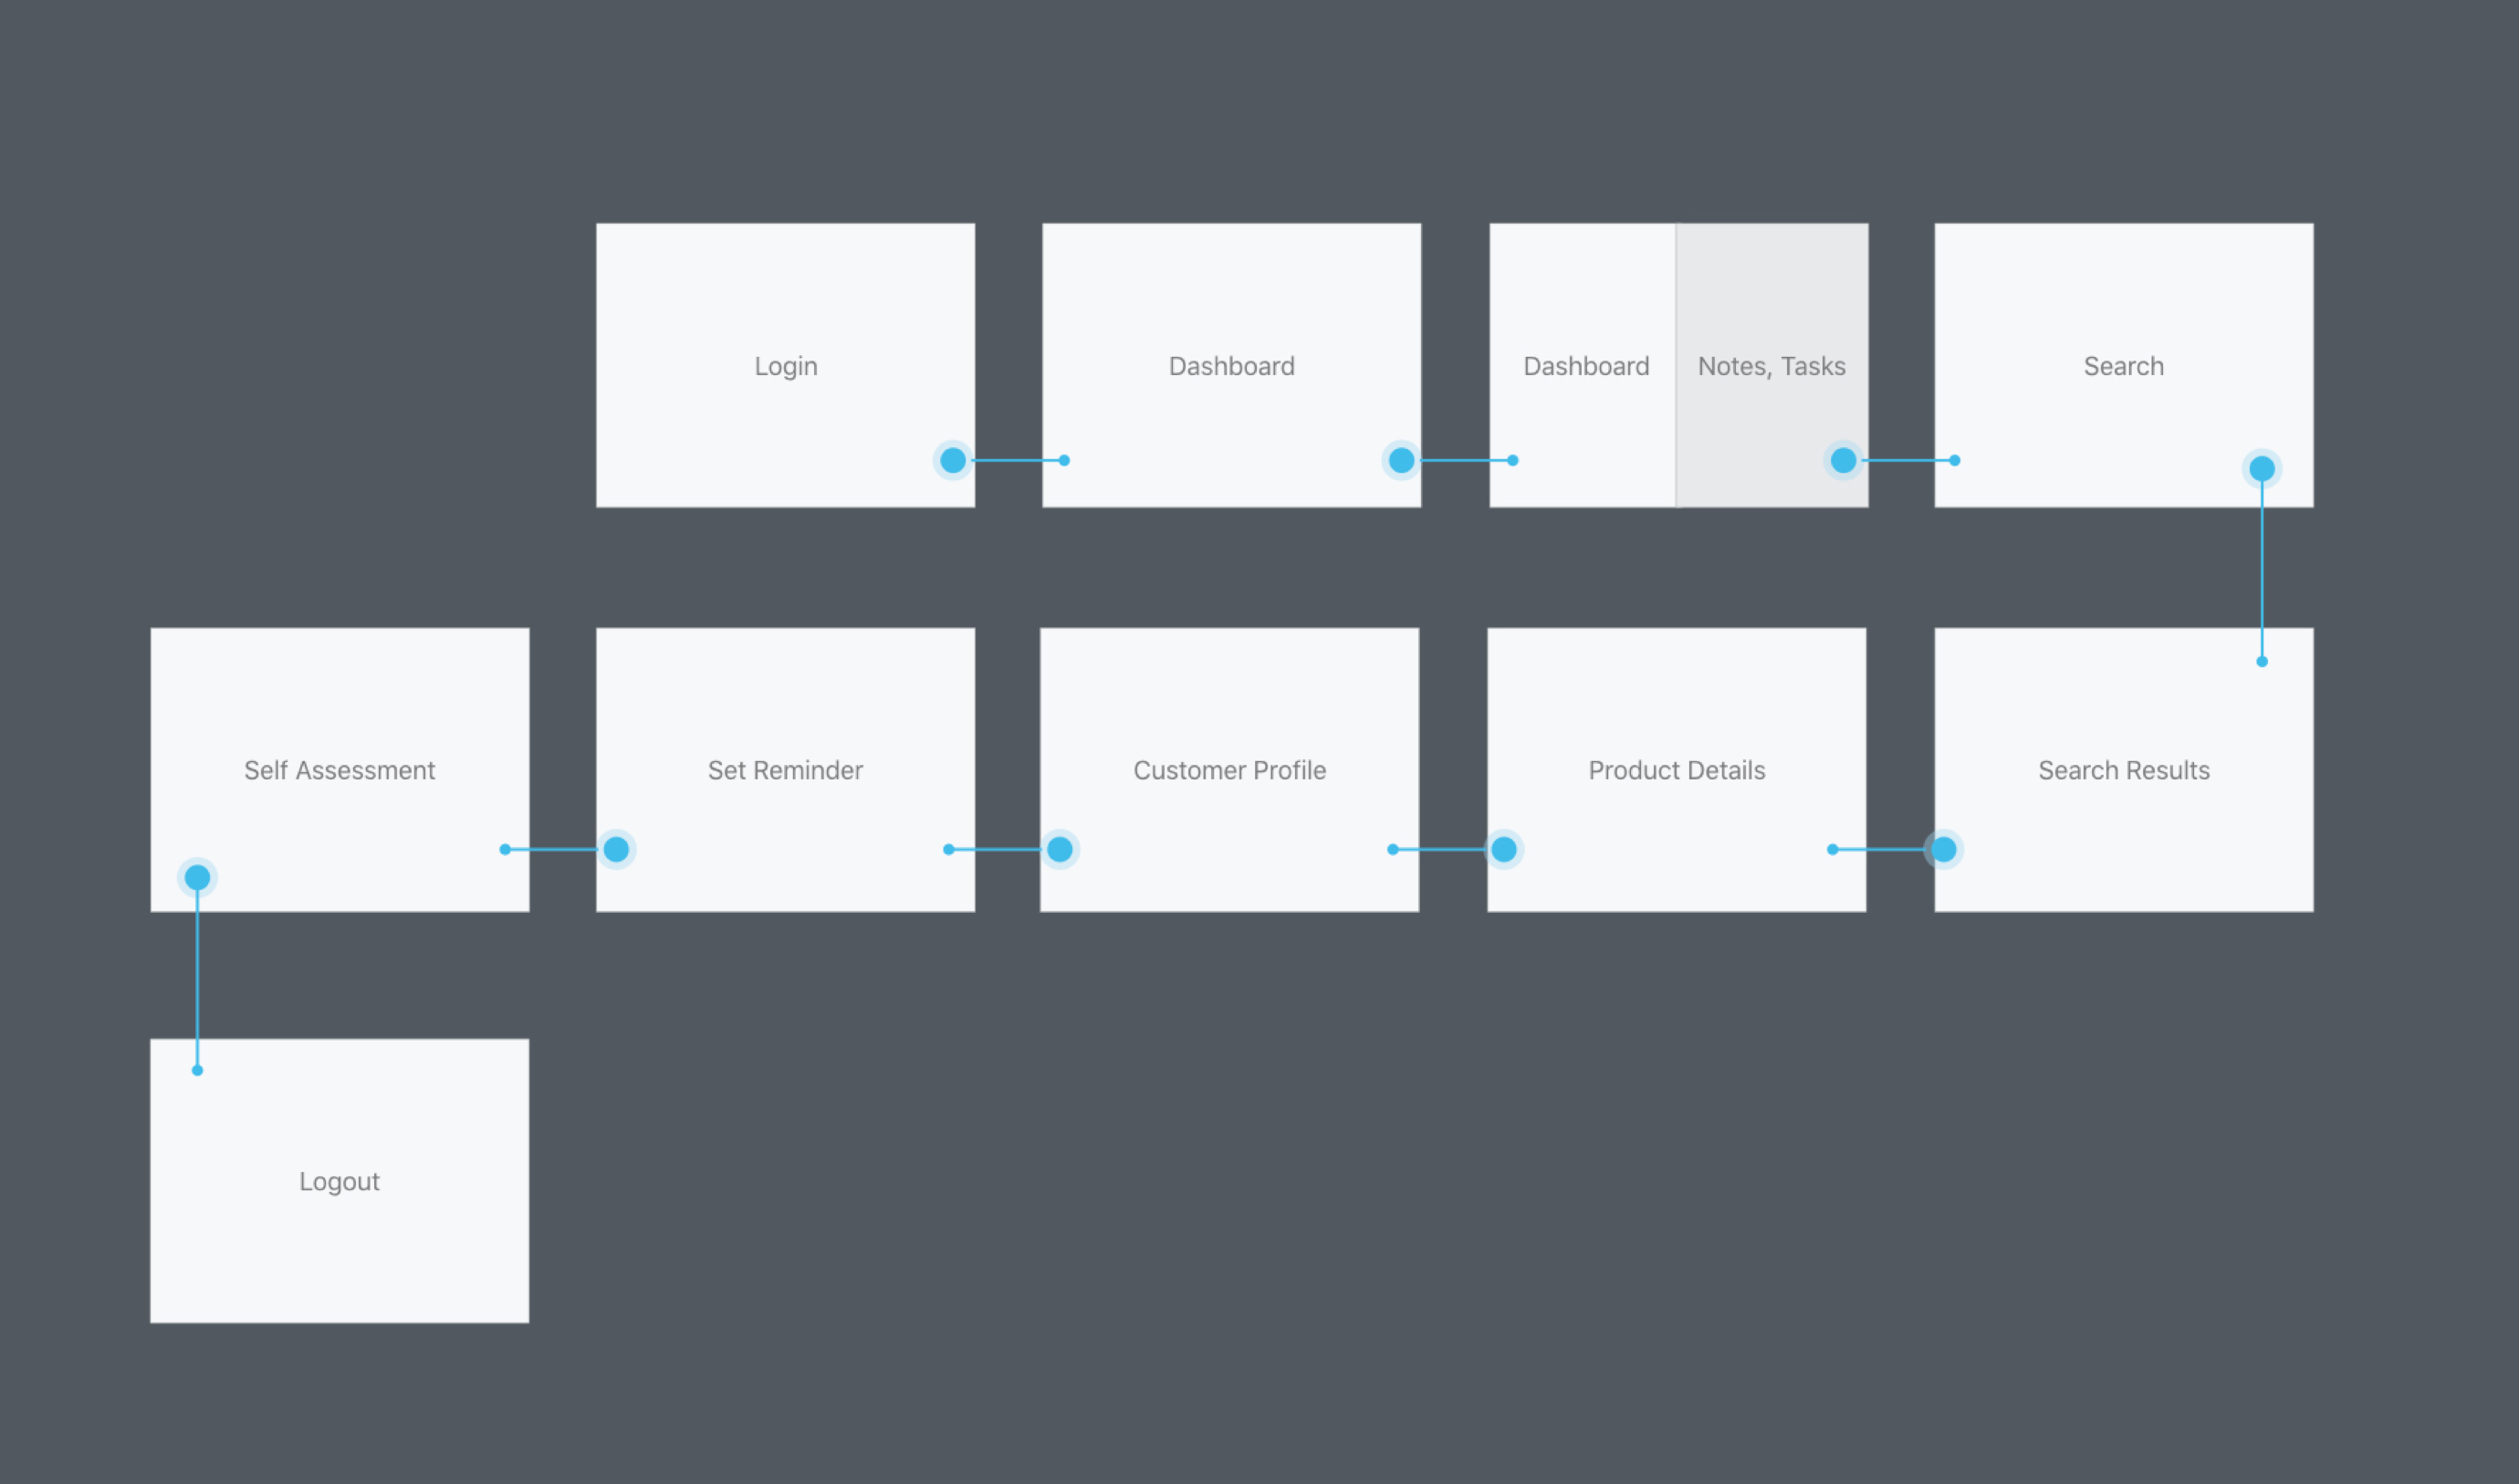 Login
Dashboard
Dashboard
Notes, Tasks
Search
Self Assessment
Set Reminder
Customer Profile
Product Details
Search Results
Logout